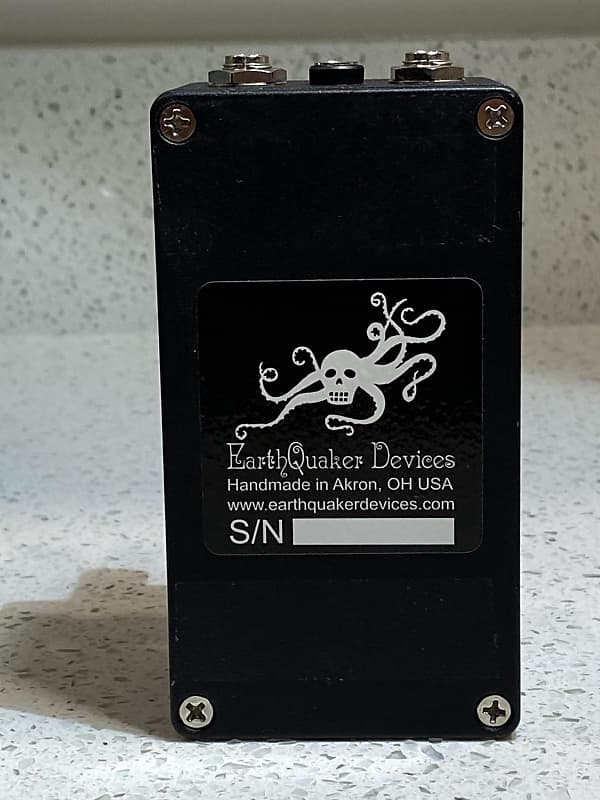 EarthQuaker Devices
Handmade in Akron, OH USA
www.earthquakerdevices.com
S/N